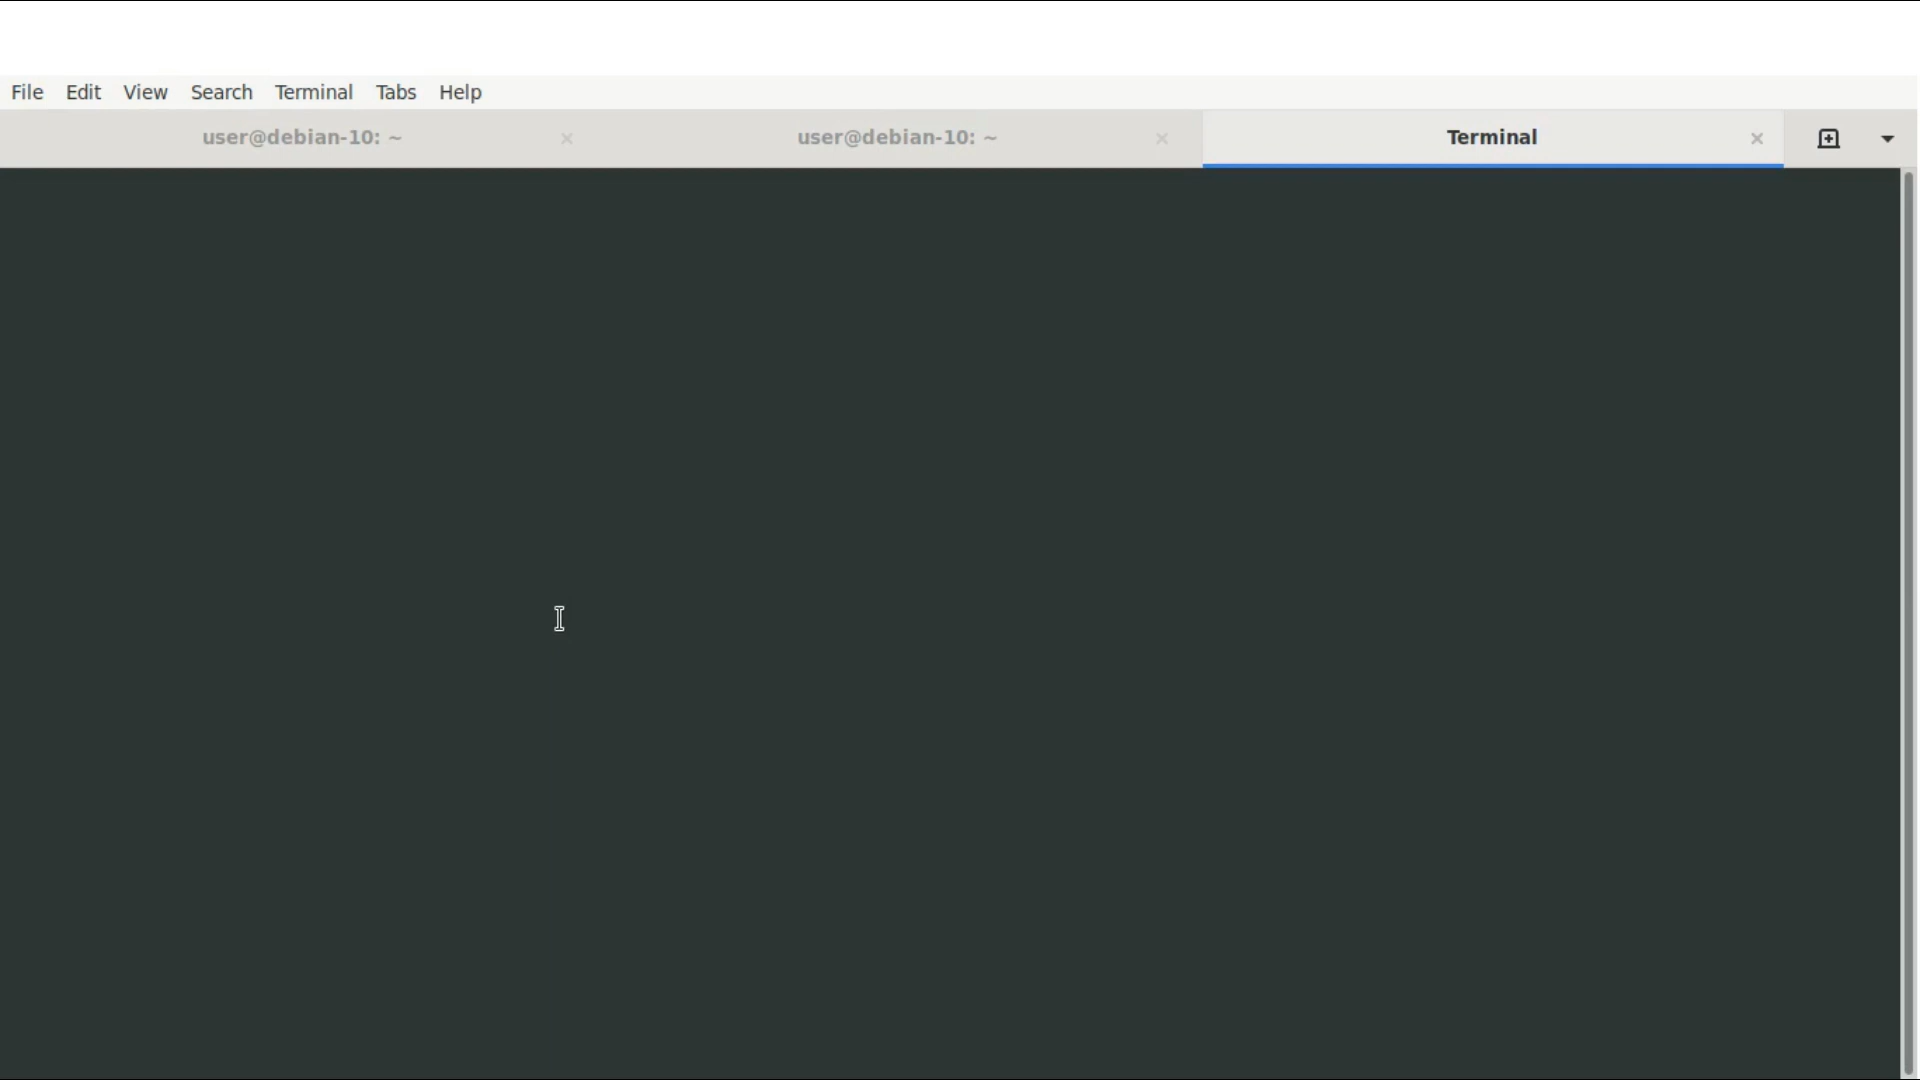 File Edit View Search Terminal Tabs Help
user@debian-10: ~ user@debian-10: ~ Terminal